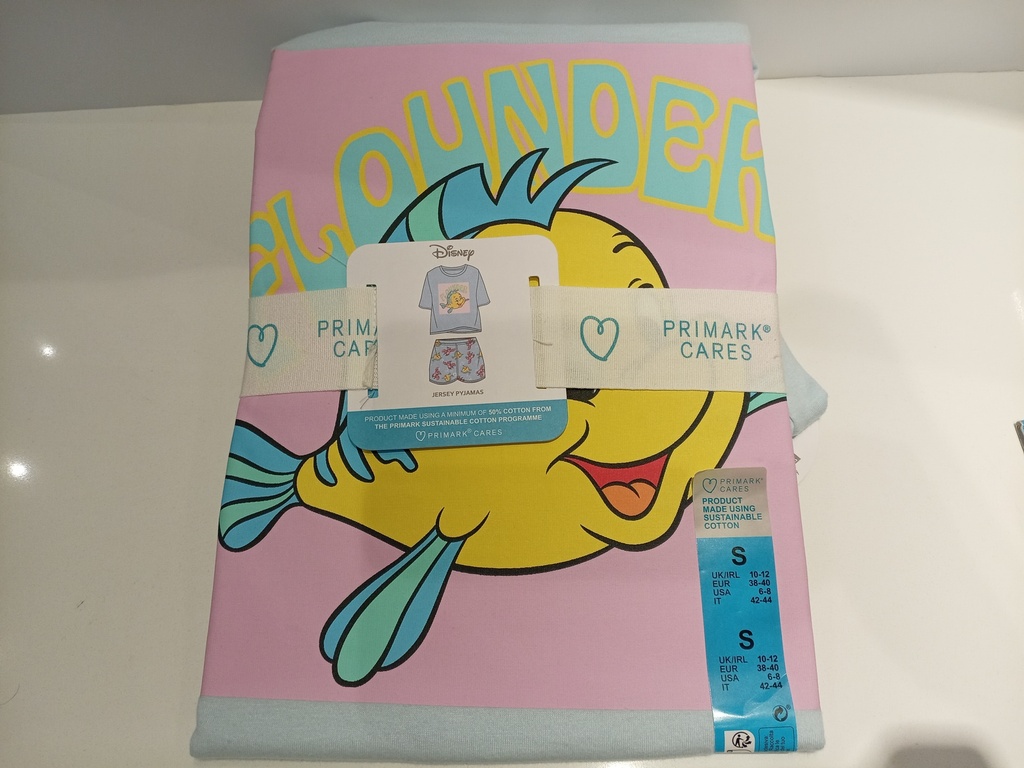 FLOUNDER
Disney
PRIMARK®
CARES
JERSEY PYJAMAS
PRODUCT MADE USING A MINIMUM OF 50% COTTON FROM
THE PRIMARK SUSTAINABLE COTTON PROGRAMME
PRIMARK® CARES
PRIMARK®
CARES
PRIMARK®
CARES
PRODUCT
MADE USING
SUSTAINABLE
COTTON
S
UK/IRL 10-12
EUR 38-40
USA 6-8
IT 42-44
S
UK/IRL 10-12
EUR 38-40
USA 6-8
IT 42-44